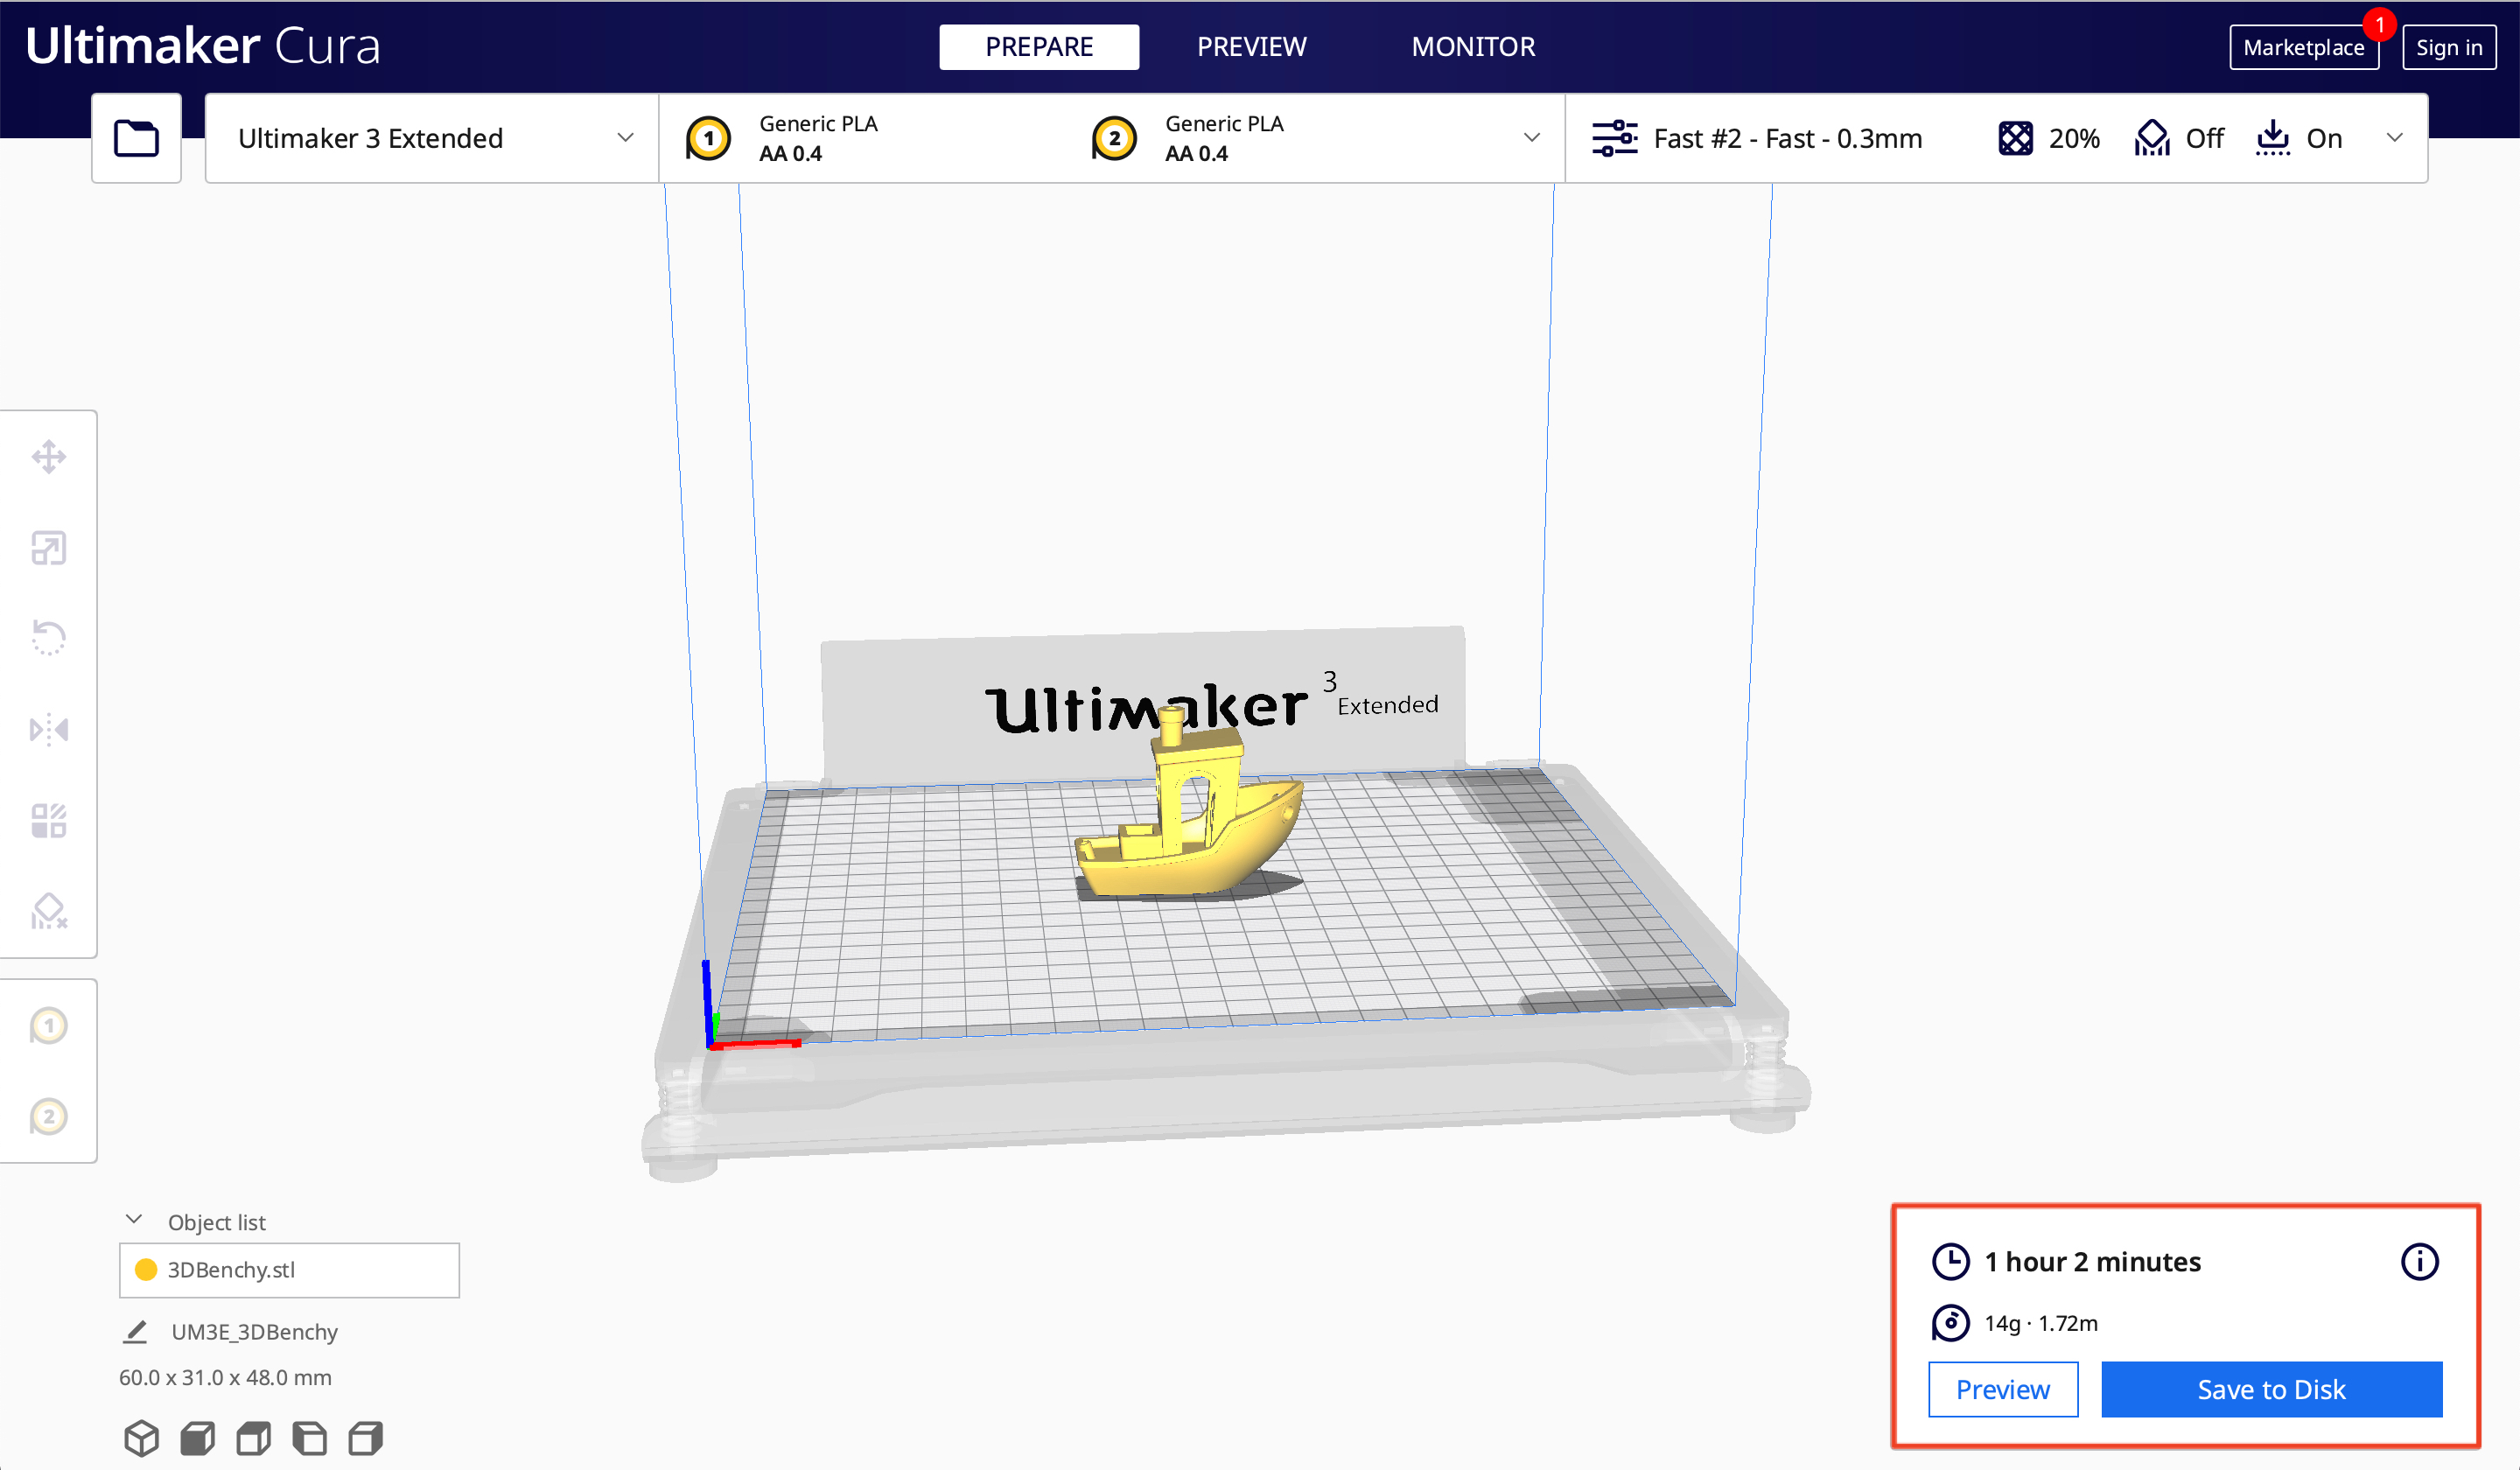 Ultimaker Cura
PREPARE
PREVIEW
MONITOR
Marketplace
1
Sign in
Ultimaker 3 Extended
1
Generic PLA
AA 0.4
2
Generic PLA
AA 0.4
Fast #2 - Fast - 0.3mm
20%
Off
On
Ultimaker 3
Extended
1
2
Object list
3DBenchy.stl
UM3E_3DBenchy
60.0 x 31.0 x 48.0 mm
1 hour 2 minutes
14g · 1.72m
Preview
Save to Disk